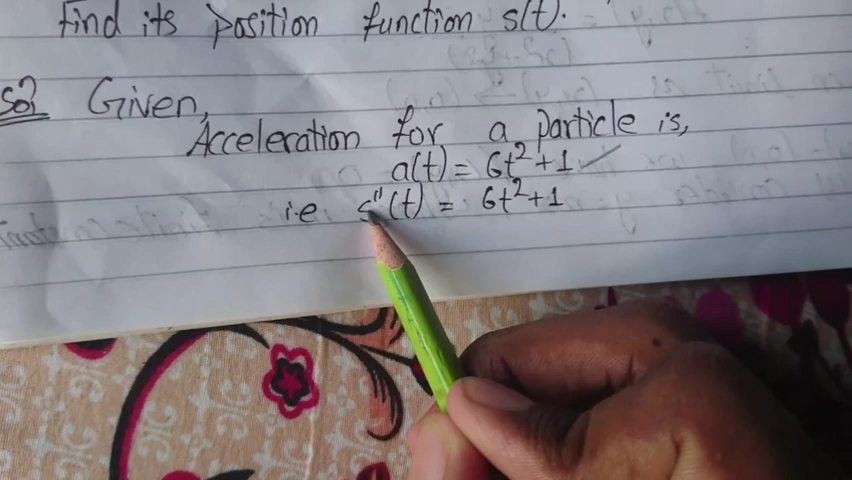 Find its position function s(t).
Sol Given,
Acceleration for a particle is,
a(t) = 6t²+1
i.e s''(t) = 6t²+1